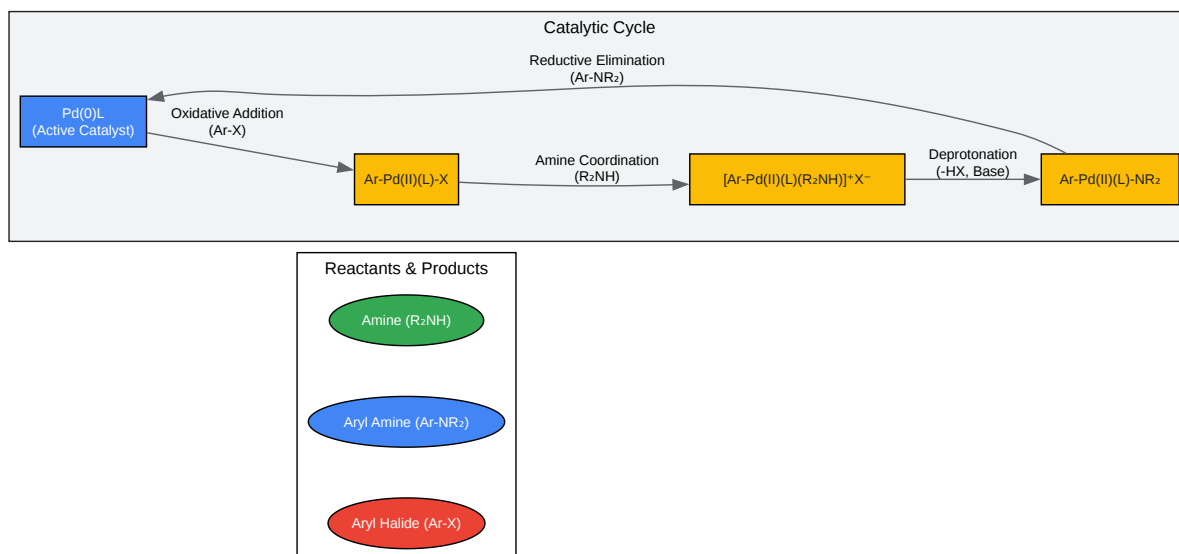 Catalytic Cycle
Reductive Elimination
(Ar-NR₂)
Pd(0)L
(Active Catalyst)
Oxidative Addition
(Ar-X)
Ar-Pd(II)(L)-X
Amine Coordination
(R₂NH)
[Ar-Pd(II)(L)(R₂NH)]⁺X⁻
Deprotonation
(-HX, Base)
Ar-Pd(II)(L)-NR₂
Reactants & Products
Amine (R₂NH)
Aryl Amine (Ar-NR₂)
Aryl Halide (Ar-X)